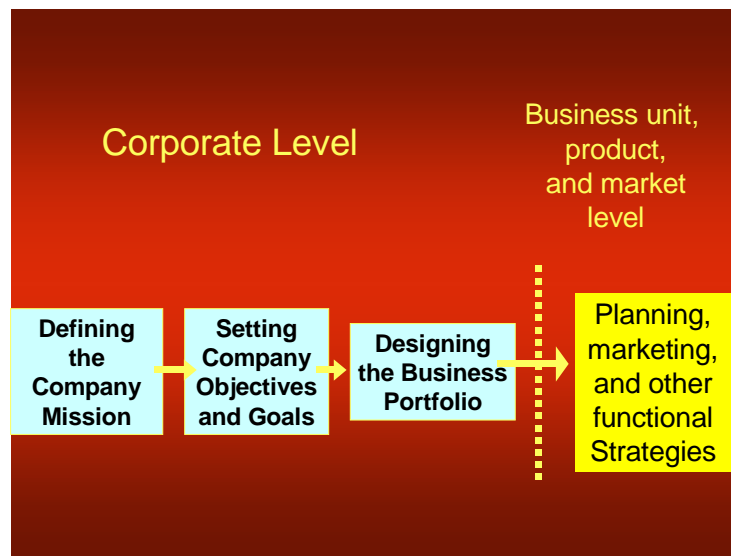 Corporate Level
Business unit,
product,
and market
level
Defining
the
Company
Mission
Setting
Company
Objectives
and Goals
Designing
the Business
Portfolio
Planning,
marketing,
and other
functional
Strategies